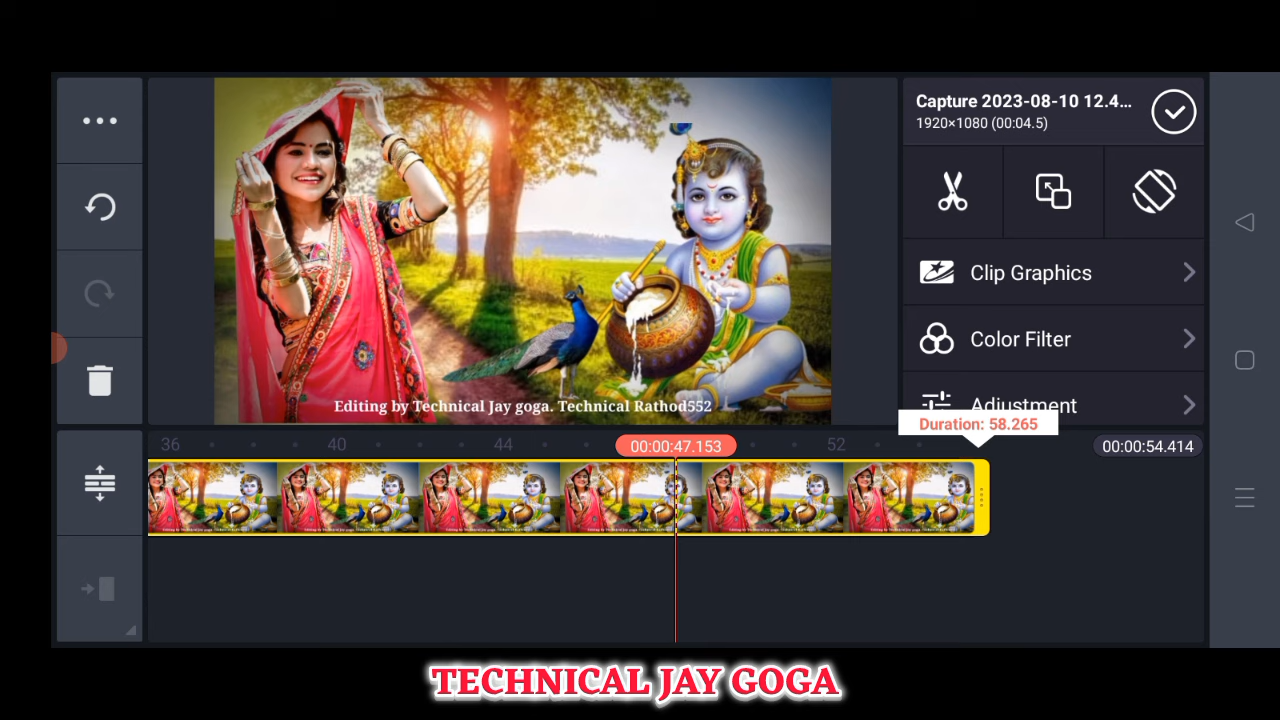 Capture 2023-08-10 12.4...
1920×1080 (00:04.5)
Clip Graphics
Color Filter
Adjustment
Editing by Technical Jay goga. Technical Rathod552
Duration: 58.265
36
40
44
00:00:47.153
52
00:00:54.414
TECHNICAL JAY GOGA